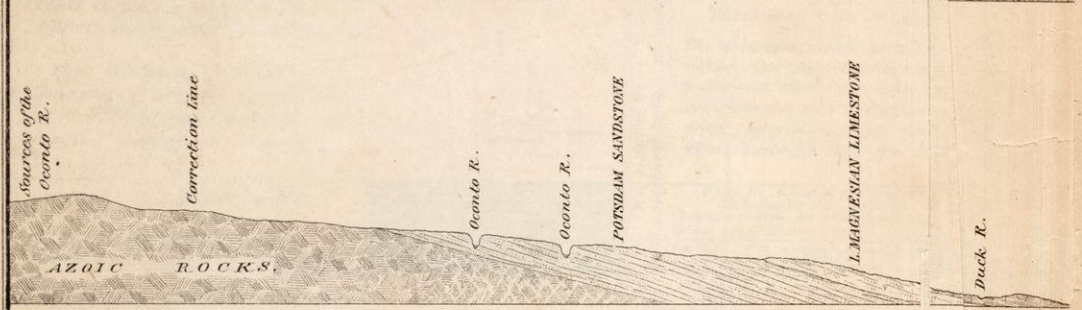 Sources of the
Oconto R.
Correction line
Oconto R.
Oconto R.
POTSDAM SANDSTONE
L. MAGNESIAN LIMESTONE
Duck R.
AZOIC ROCKS.